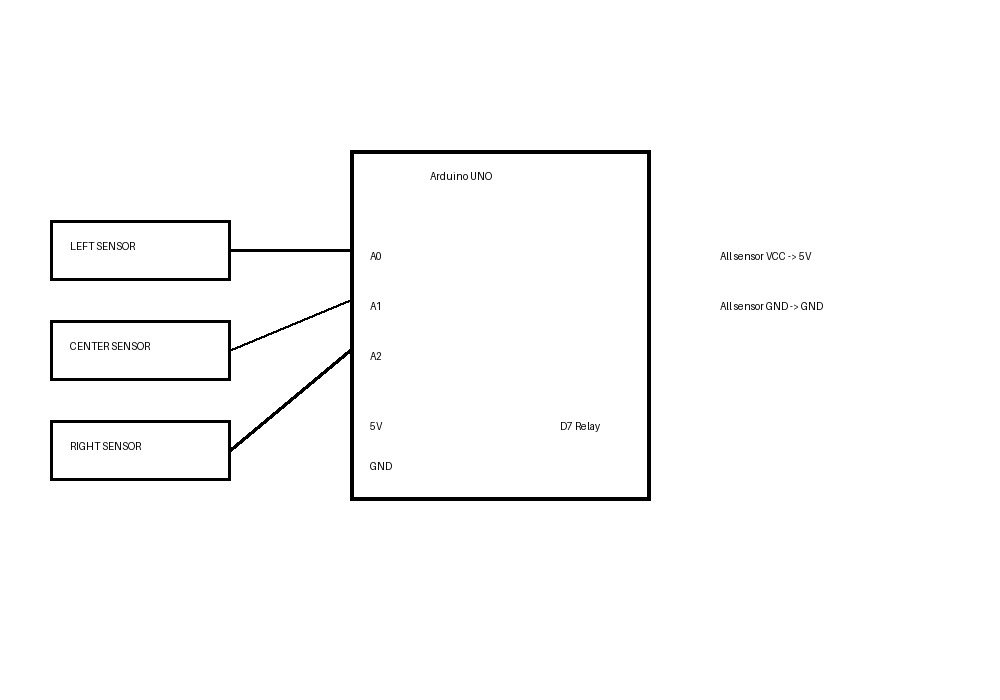 Arduino UNO
LEFT SENSOR
A0
All sensor VCC -> 5V
CENTER SENSOR
A1
All sensor GND -> GND
RIGHT SENSOR
A2
5V
D7 Relay
GND